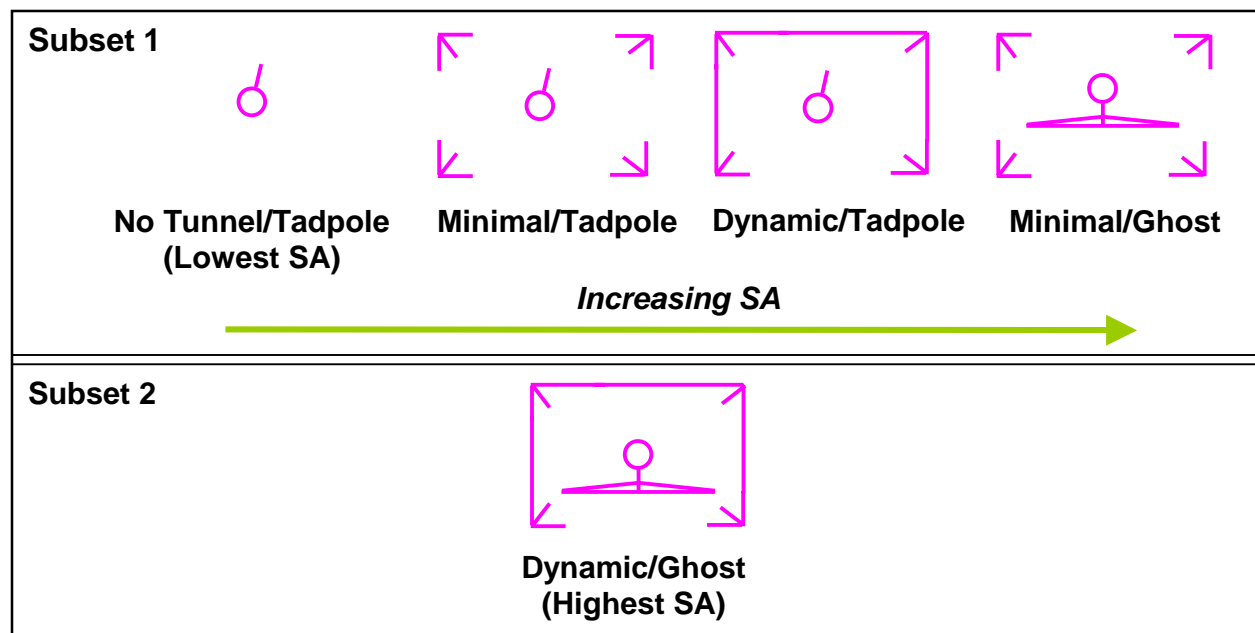 Subset 1
No Tunnel/Tadpole
(Lowest SA)
Minimal/Tadpole
Dynamic/Tadpole
Minimal/Ghost
Increasing SA
Subset 2
Dynamic/Ghost
(Highest SA)